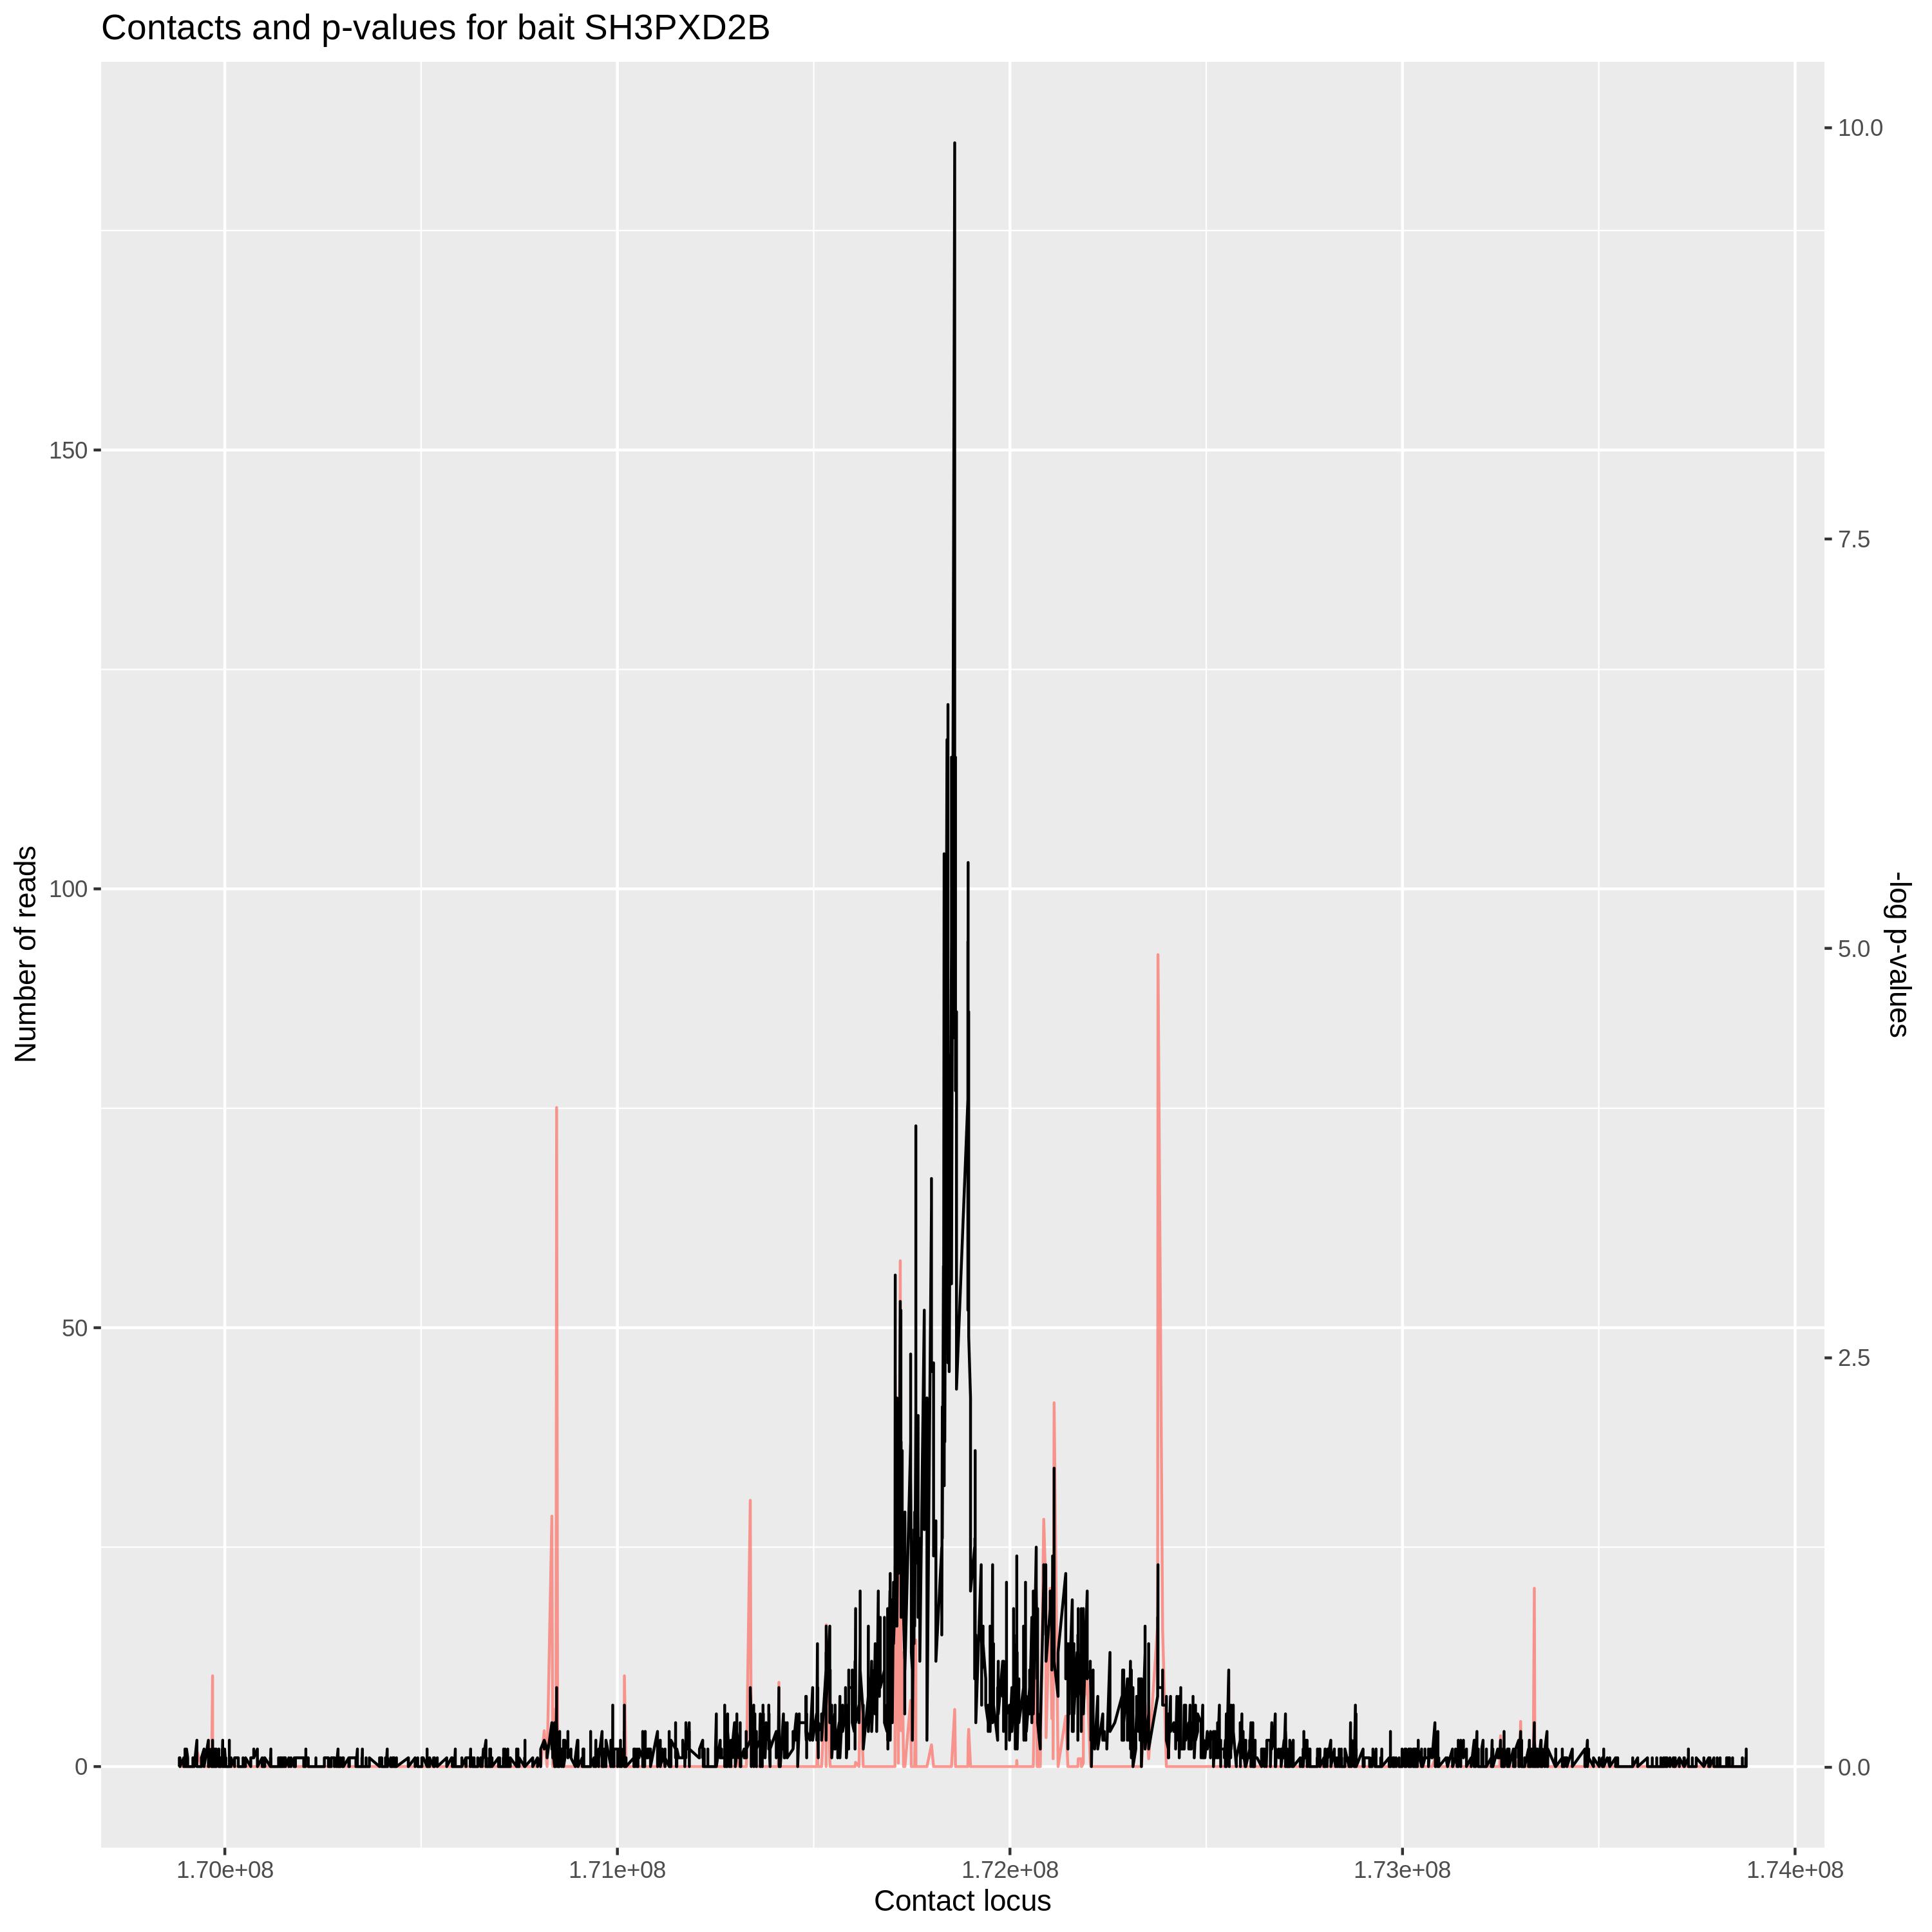 Contacts and p-values for bait SH3PXD2B
10.0
7.5
5.0
2.5
0.0
150
100
50
0
Number of reads
-log p-values
1.70e+08
1.71e+08
1.72e+08
1.73e+08
1.74e+08
Contact locus